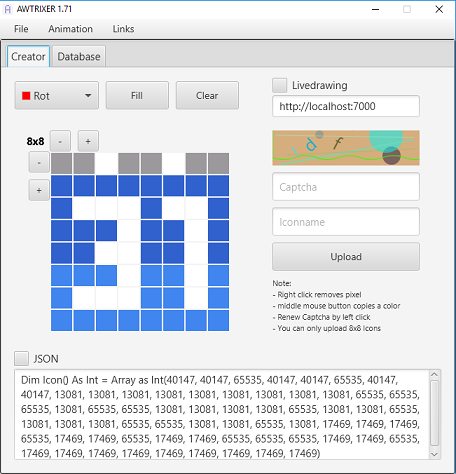 AWTRIXER 1.71
File Animation Links
Creator Database
Rot Fill Clear
Livedrawing
http://localhost:7000
8x8 - +
-
+
d f
Captcha
Iconname
Upload
Note:
- Right click removes pixel
- middle mouse button copies a color
- Renew Captcha by left click
- You can only upload 8x8 Icons
JSON
Dim Icon() As Int = Array as Int(40147, 40147, 65535, 40147, 40147, 65535, 40147,
40147, 13081, 13081, 13081, 13081, 13081, 13081, 13081, 13081, 13081, 65535, 65535,
65535, 13081, 65535, 65535, 13081, 13081, 13081, 65535, 13081, 13081, 65535, 65535,
13081, 13081, 13081, 65535, 65535, 13081, 13081, 65535, 13081, 17469, 17469, 17469,
65535, 17469, 17469, 65535, 17469, 17469, 65535, 65535, 65535, 17469, 17469, 65535,
17469, 17469, 17469, 17469, 17469, 17469, 17469, 17469, 17469)